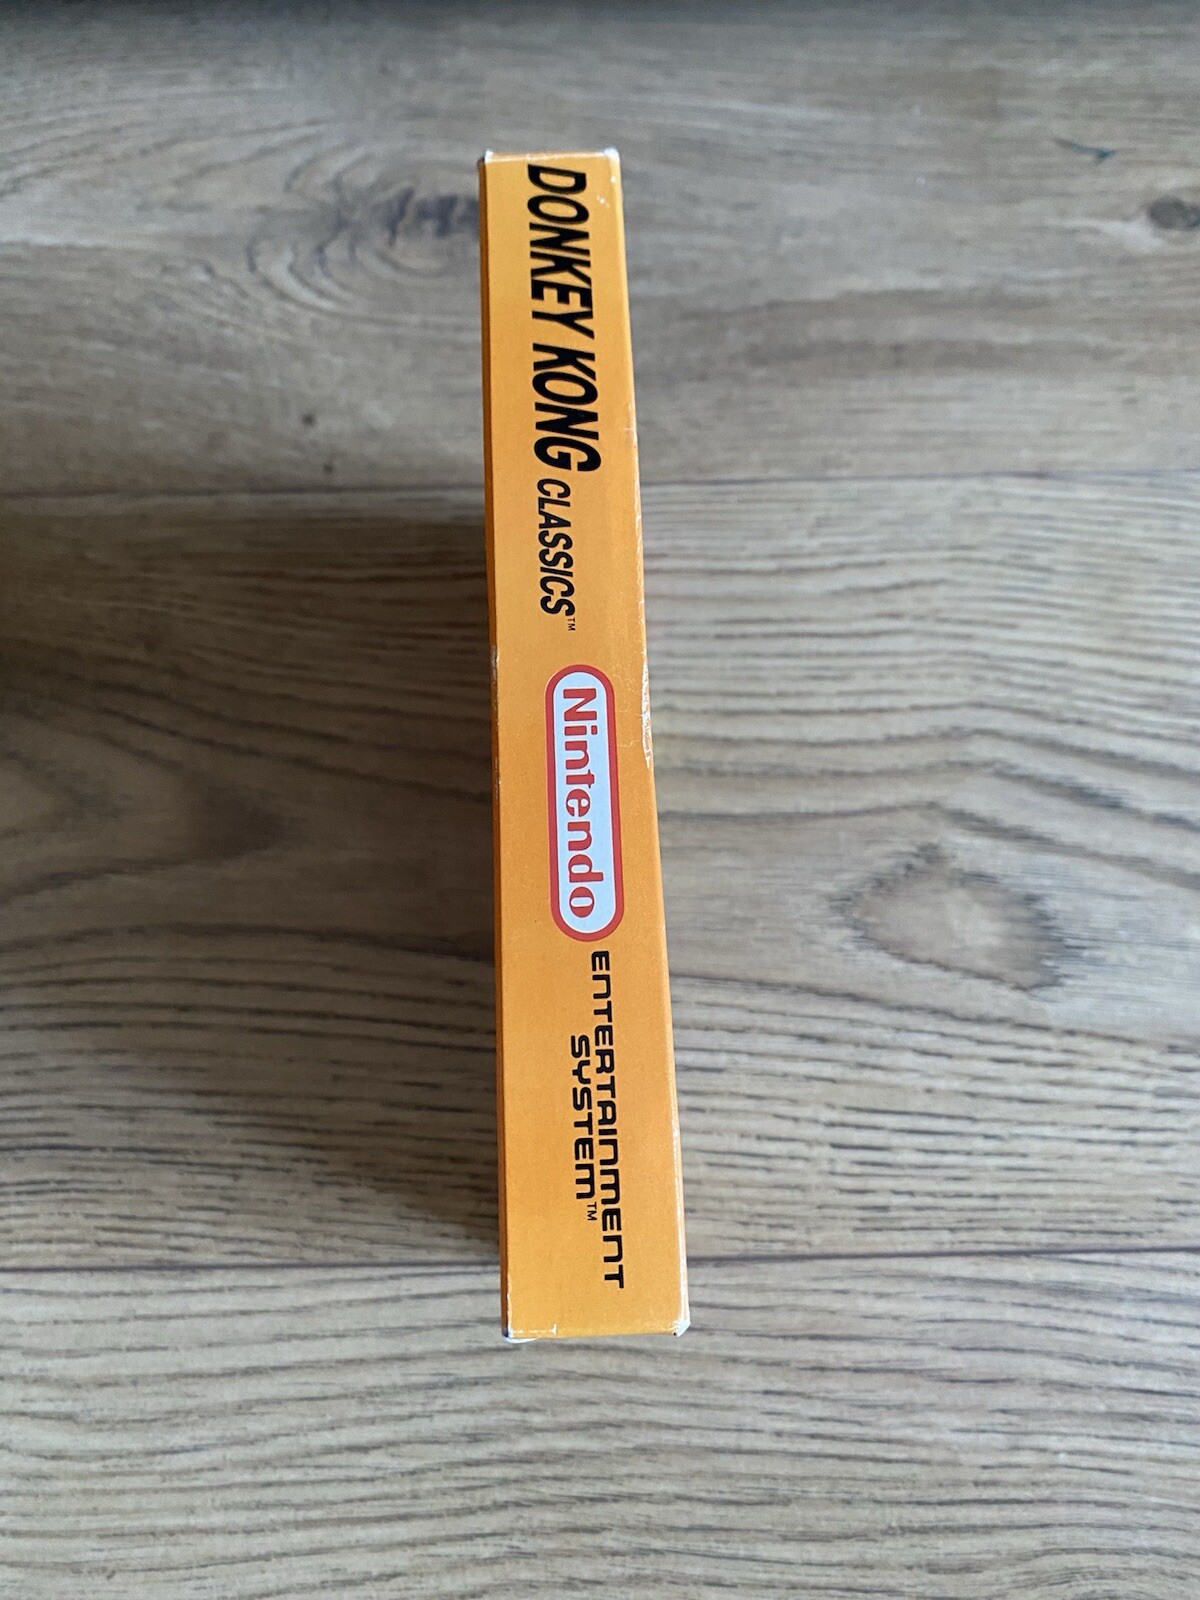 DONKEY KONG CLASSICS™
Nintendo
ENTERTAINMENT
SYSTEM™